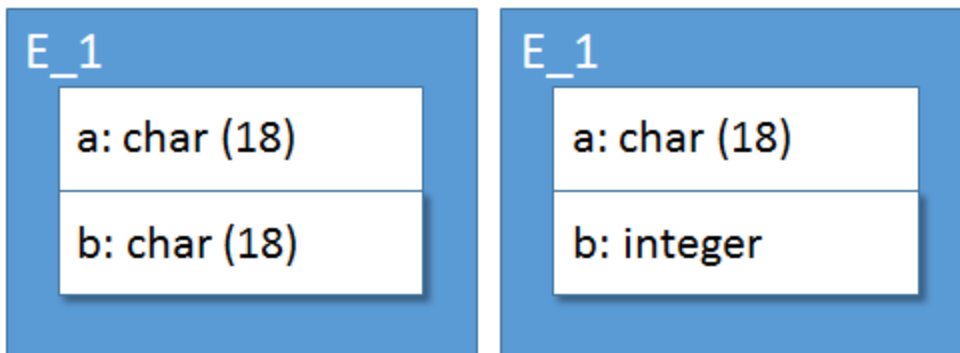 E_1
a: char (18)
b: char (18)
E_1
a: char (18)
b: integer